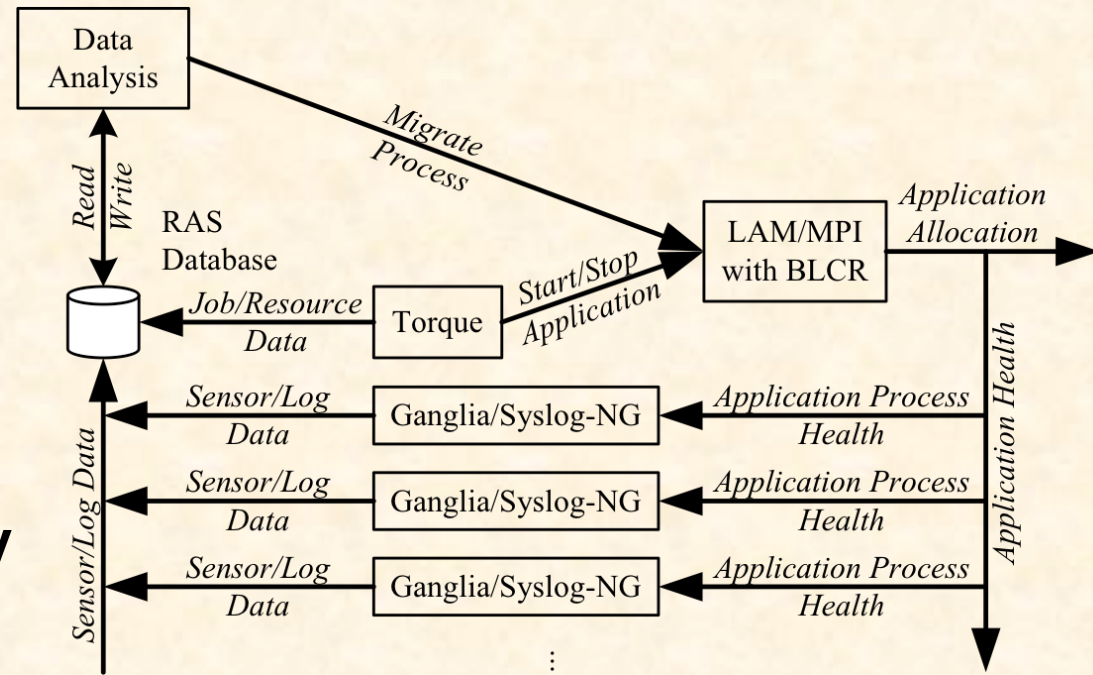 Data
Analysis
Migrate
Process
Read
Write
RAS
Database
LAM/MPI
with BLCR
Application
Allocation
Job/Resource
Data
Torque
Start/Stop
Application
Sensor/Log
Data
Ganglia/Syslog-NG
Application Process
Health
Sensor/Log
Data
Ganglia/Syslog-NG
Application Process
Health
Sensor/Log
Data
Ganglia/Syslog-NG
Application Process
Health
Sensor/Log Data
Application Health
y
⋮